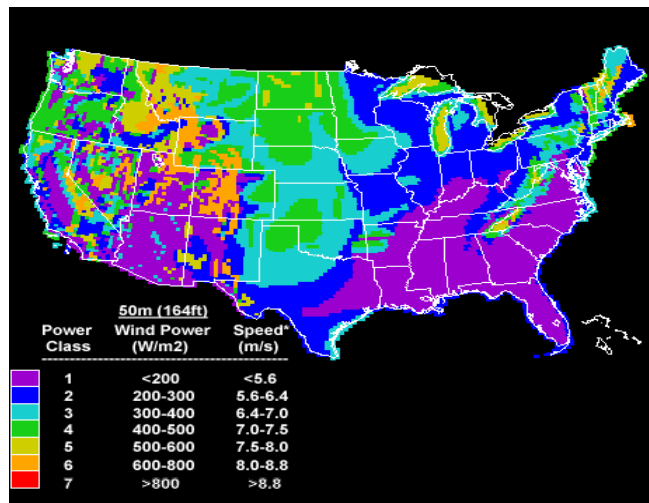 50m (164ft)
Power Wind Power Speed*
Class (W/m2) (m/s)
1 <200 <5.6
2 200-300 5.6-6.4
3 300-400 6.4-7.0
4 400-500 7.0-7.5
5 500-600 7.5-8.0
6 600-800 8.0-8.8
7 >800 >8.8